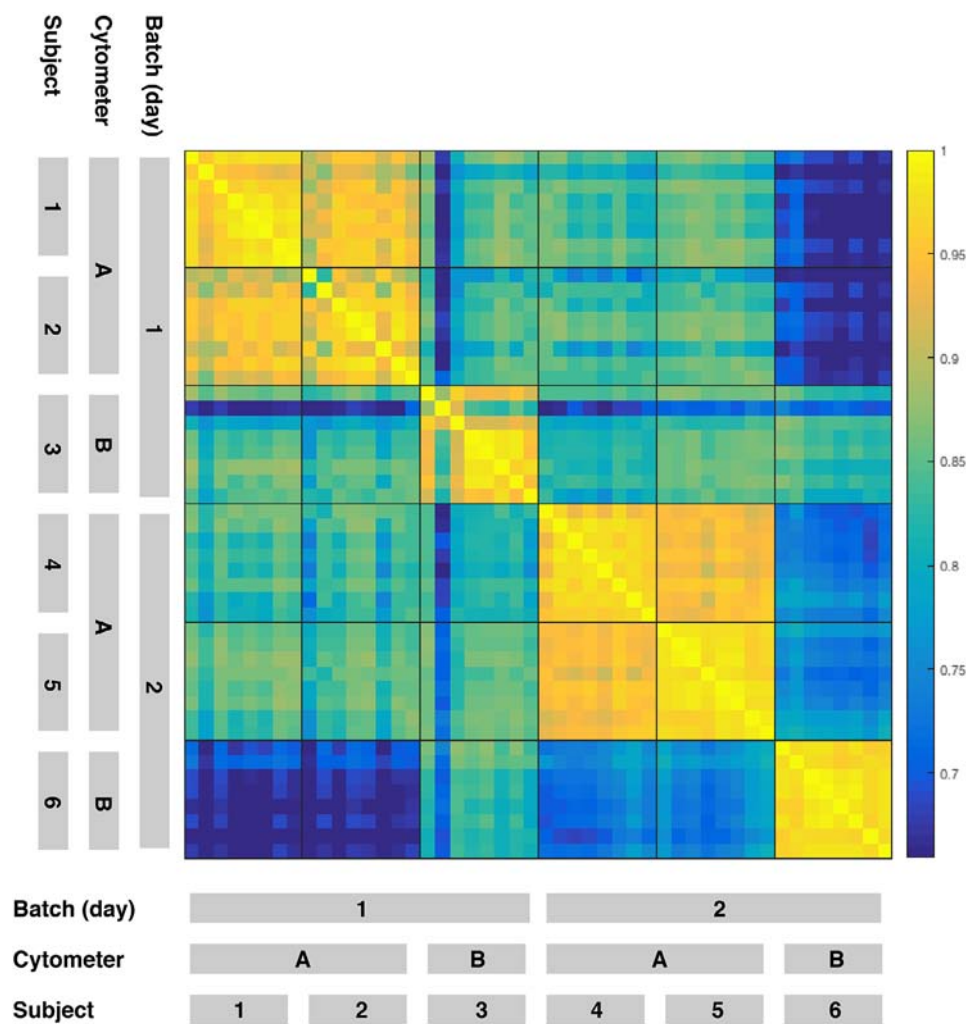 Subject
Cytometer
Batch (day)
1
2
3
4
5
6
A
B
A
B
1
2
1
0.95
0.9
0.85
0.8
0.75
0.7
Batch (day) 1 2
Cytometer A B A B
Subject 1 2 3 4 5 6